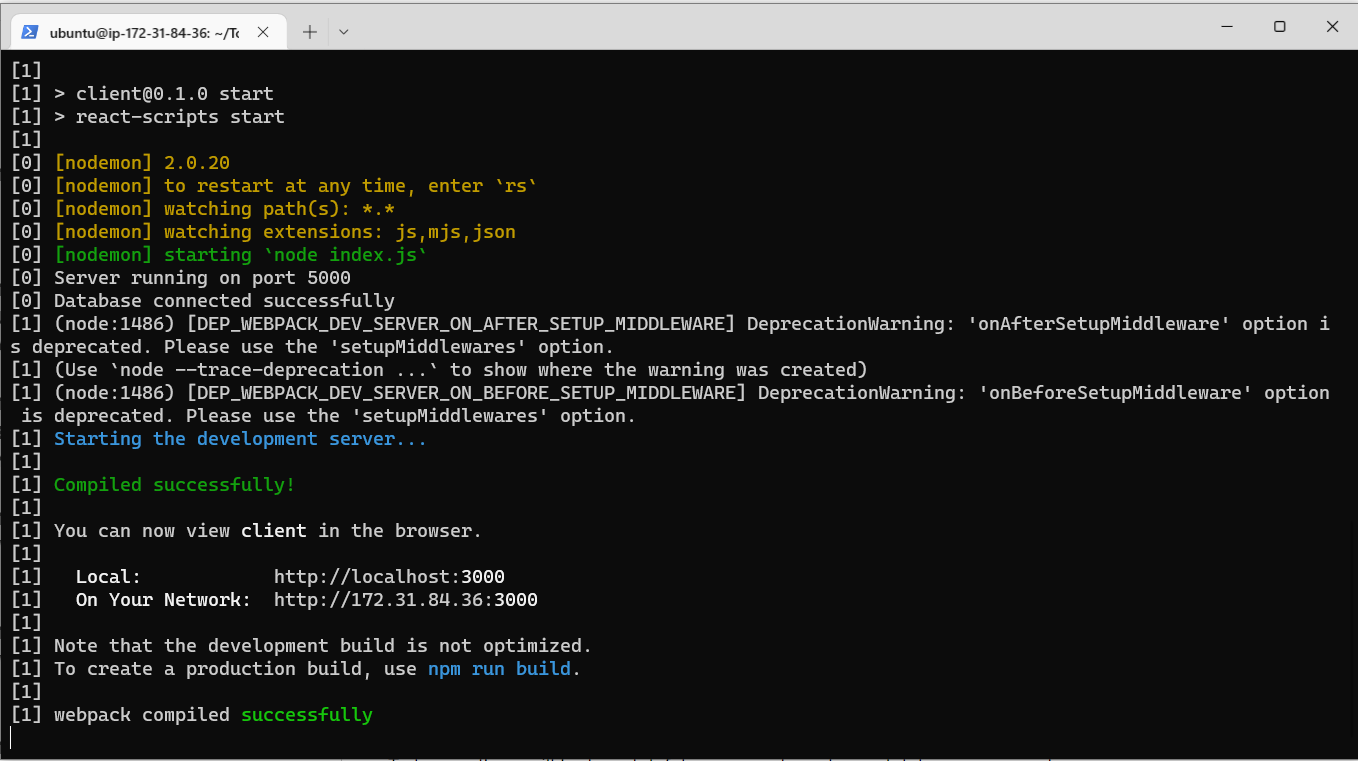 ubuntu@ip-172-31-84-36: ~/To
[1]
[1] > client@0.1.0 start
[1] > react-scripts start
[1]
[0] [nodemon] 2.0.20
[0] [nodemon] to restart at any time, enter `rs`
[0] [nodemon] watching path(s): *.*
[0] [nodemon] watching extensions: js,mjs,json
[0] [nodemon] starting `node index.js`
[0] Server running on port 5000
[0] Database connected successfully
[1] (node:1486) [DEP_WEBPACK_DEV_SERVER_ON_AFTER_SETUP_MIDDLEWARE] DeprecationWarning: 'onAfterSetupMiddleware' option i
s deprecated. Please use the 'setupMiddlewares' option.
[1] (Use `node --trace-deprecation ...` to show where the warning was created)
[1] (node:1486) [DEP_WEBPACK_DEV_SERVER_ON_BEFORE_SETUP_MIDDLEWARE] DeprecationWarning: 'onBeforeSetupMiddleware' option
 is deprecated. Please use the 'setupMiddlewares' option.
[1] Starting the development server...
[1]
[1] Compiled successfully!
[1]
[1] You can now view client in the browser.
[1]
[1]   Local:            http://localhost:3000
[1]   On Your Network:  http://172.31.84.36:3000
[1]
[1] Note that the development build is not optimized.
[1] To create a production build, use npm run build.
[1]
[1] webpack compiled successfully